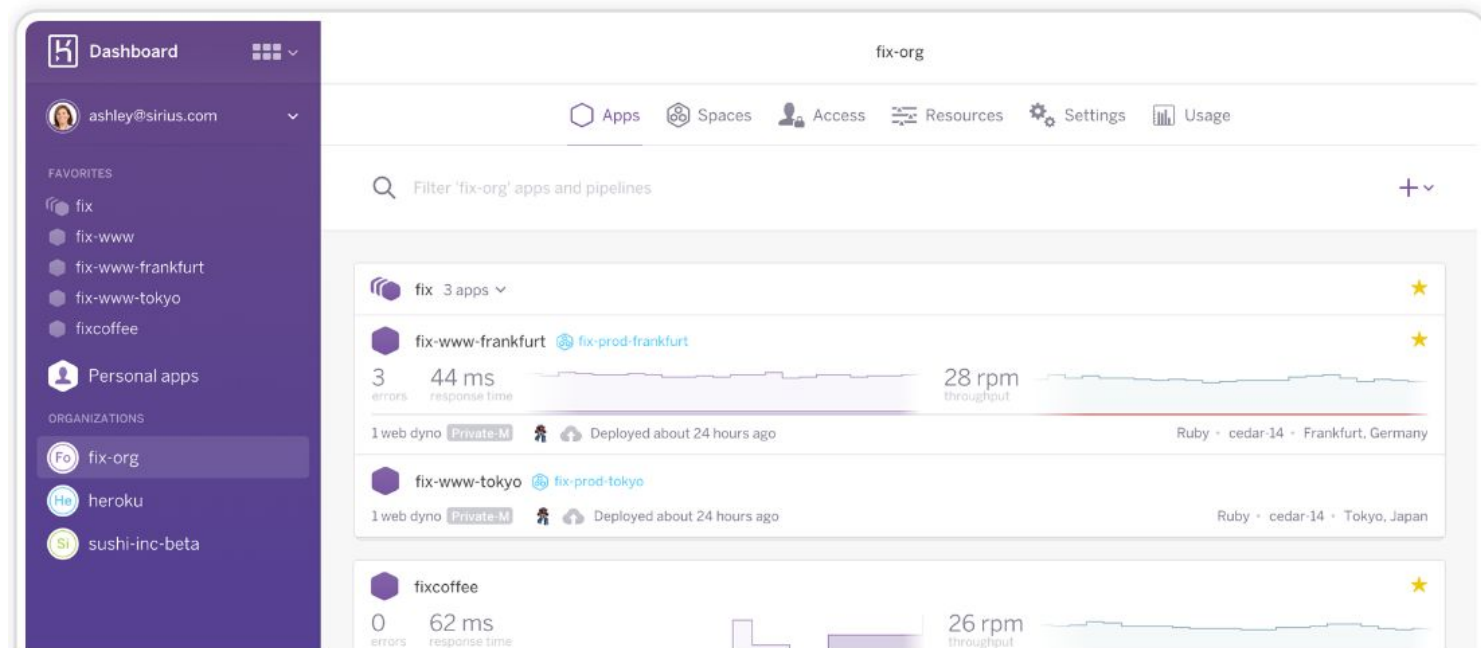 Dashboard
ashley@sirius.com
FAVORITES
fix
fix-www
fix-www-frankfurt
fix-www-tokyo
fixcoffee
Personal apps
ORGANIZATIONS
Fo fix-org
He heroku
Si sushi-inc-beta
fix-org
Apps Spaces Access Resources Settings Usage
Filter 'fix-org' apps and pipelines
fix 3 apps
fix-www-frankfurt fix-prod-frankfurt
3 44 ms 28 rpm
errors response time throughput
1 web dyno Private-M Deployed about 24 hours ago Ruby • cedar-14 • Frankfurt, Germany
fix-www-tokyo fix-prod-tokyo
1 web dyno Private-M Deployed about 24 hours ago Ruby • cedar-14 • Tokyo, Japan
fixcoffee
0 62 ms 26 rpm
errors response time throughput